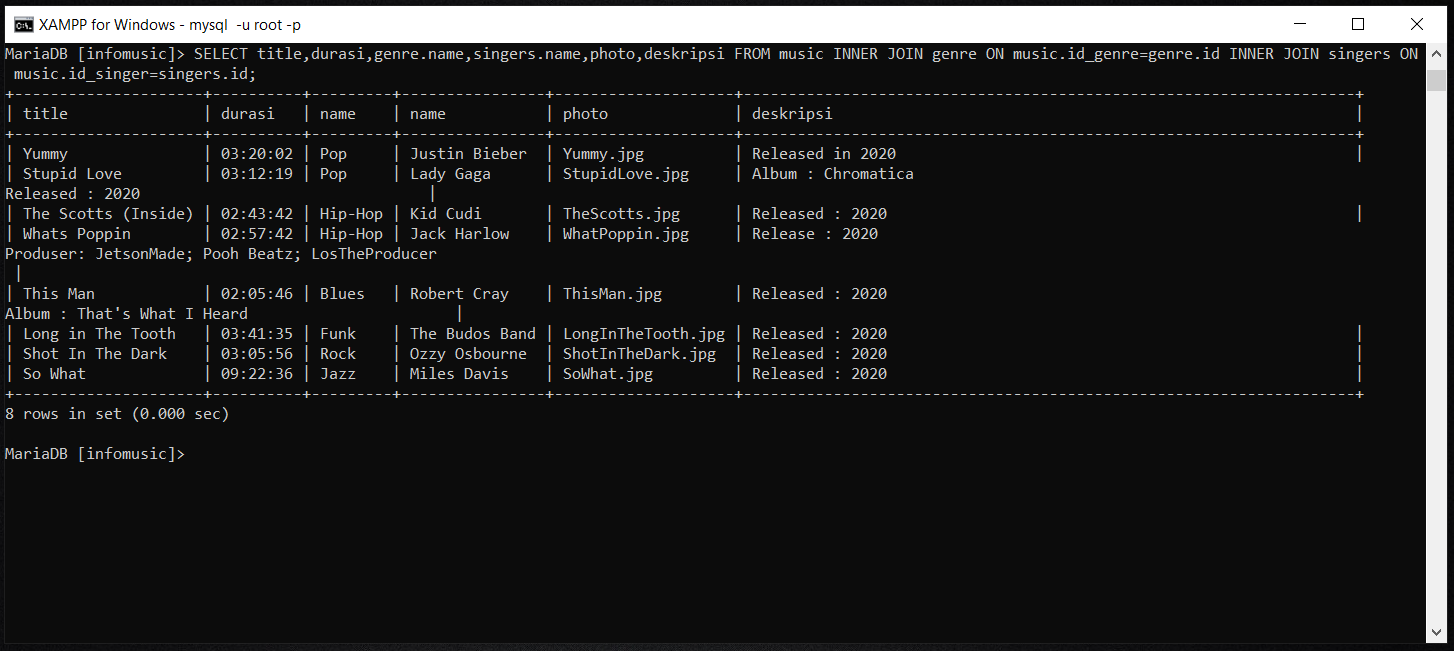 XAMPP for Windows - mysql  -u root -p
MariaDB [infomusic]> SELECT title,durasi,genre.name,singers.name,photo,deskripsi FROM music INNER JOIN genre ON music.id_genre=genre.id INNER JOIN singers ON
 music.id_singer=singers.id;
+---------------------+----------+---------+----------------+--------------------+--------------------------------------------------------------------+
| title               | durasi   | name    | name           | photo              | deskripsi                                                          |
+---------------------+----------+---------+----------------+--------------------+--------------------------------------------------------------------+
| Yummy               | 03:20:02 | Pop     | Justin Bieber  | Yummy.jpg          | Released in 2020                                                   |
| Stupid Love         | 03:12:19 | Pop     | Lady Gaga      | StupidLove.jpg     | Album : Chromatica
Released : 2020                                |
| The Scotts (Inside) | 02:43:42 | Hip-Hop | Kid Cudi       | TheScotts.jpg      | Released : 2020                                                    |
| Whats Poppin        | 02:57:42 | Hip-Hop | Jack Harlow    | WhatPoppin.jpg     | Release : 2020
Produser: JetsonMade; Pooh Beatz; LosTheProducer
 |
| This Man            | 02:05:46 | Blues   | Robert Cray    | ThisMan.jpg        | Released : 2020
Album : That's What I Heard                       |
| Long in The Tooth   | 03:41:35 | Funk    | The Budos Band | LongInTheTooth.jpg | Released : 2020                                                    |
| Shot In The Dark    | 03:05:56 | Rock    | Ozzy Osbourne  | ShotInTheDark.jpg  | Released : 2020                                                    |
| So What             | 09:22:36 | Jazz    | Miles Davis    | SoWhat.jpg         | Released : 2020                                                    |
+---------------------+----------+---------+----------------+--------------------+--------------------------------------------------------------------+
8 rows in set (0.000 sec)
MariaDB [infomusic]>